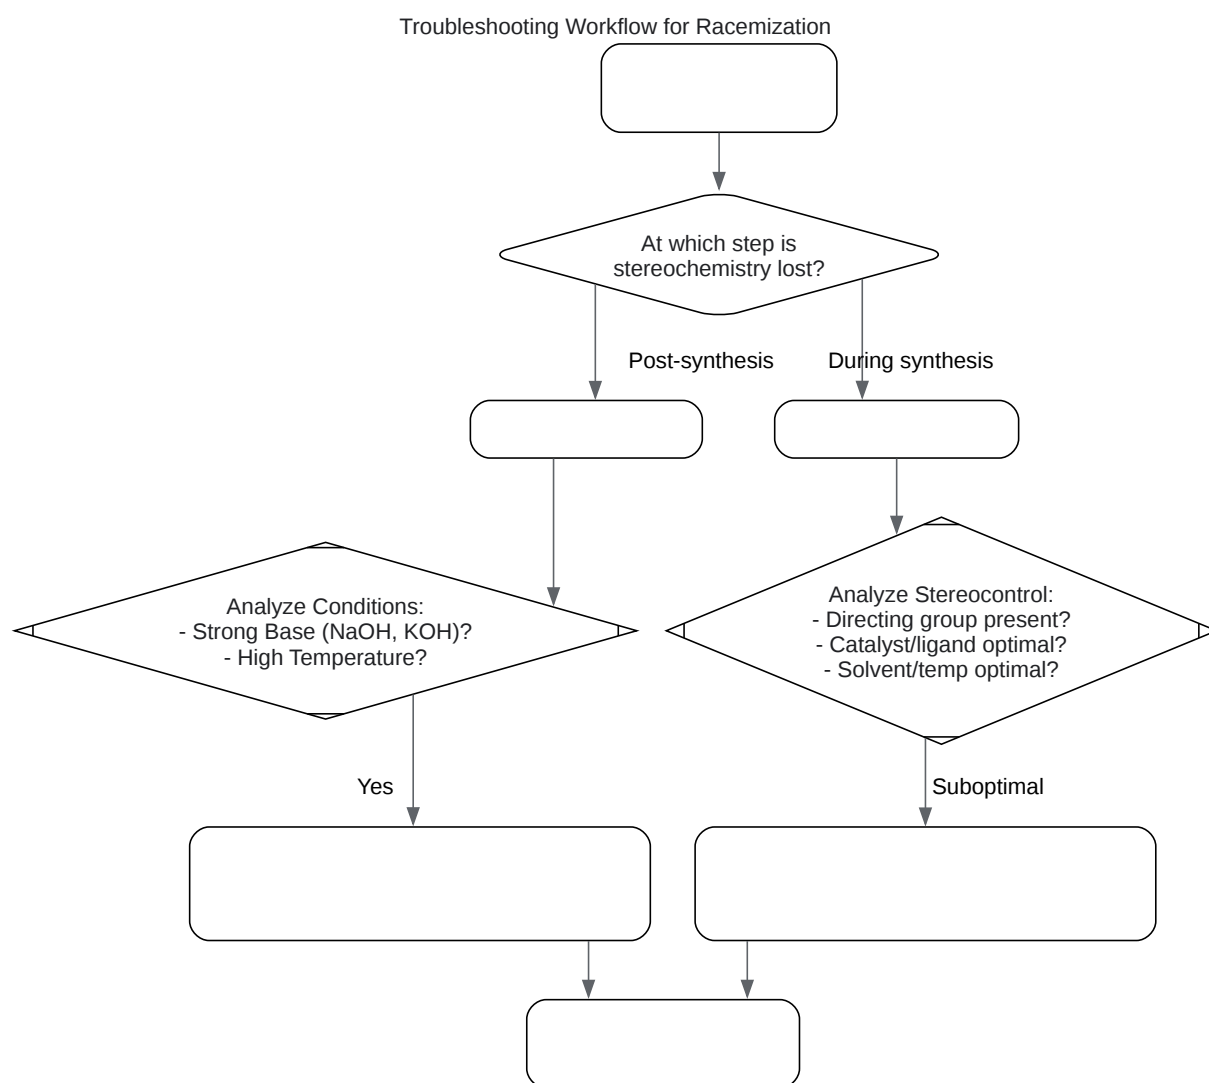 Troubleshooting Workflow for Racemization
At which step is
stereochemistry lost?
Post-synthesis
During synthesis
Analyze Conditions:
- Strong Base (NaOH, KOH)?
- High Temperature?
Analyze Stereocontrol:
- Directing group present?
- Catalyst/ligand optimal?
- Solvent/temp optimal?
Yes
Suboptimal